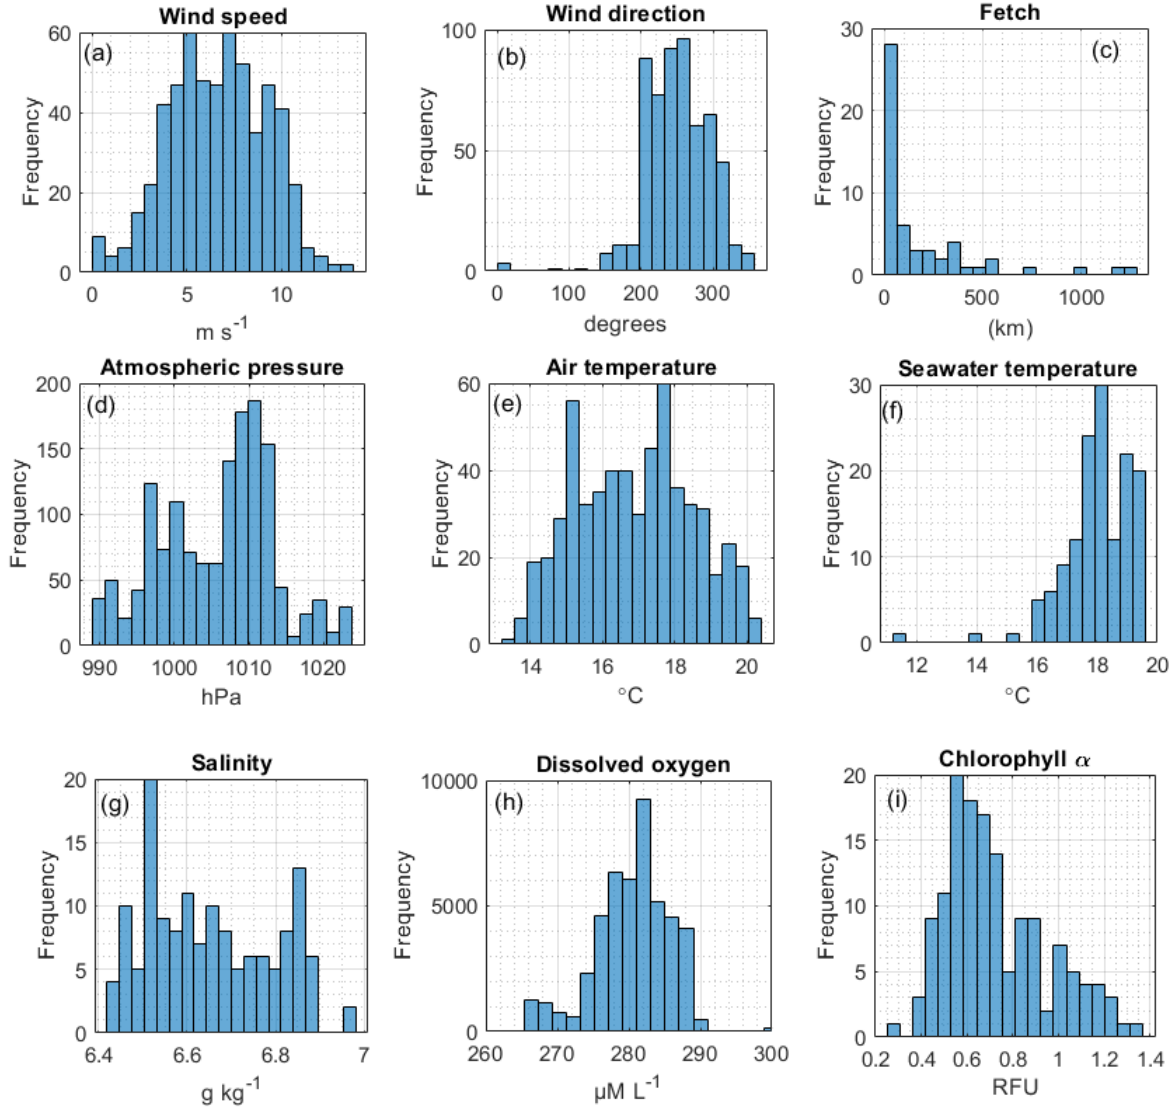 Wind speed
(a)
60
40
20
0
Frequency
0 5 10
m s-1
Wind direction
(b)
100
50
0
Frequency
0 100 200 300
degrees
Fetch
(c)
30
20
10
0
Frequency
0 500 1000
(km)
Atmospheric pressure
(d)
200
150
100
50
0
Frequency
990 1000 1010 1020
hPa
Air temperature
(e)
60
40
20
0
Frequency
14 16 18 20
°C
Seawater temperature
(f)
30
20
10
0
Frequency
12 14 16 18 20
°C
Salinity
(g)
20
15
10
5
0
Frequency
6.4 6.6 6.8 7
g kg-1
Dissolved oxygen
(h)
10000
5000
0
Frequency
260 270 280 290 300
µM L-1
Chlorophyll α
(i)
20
15
10
5
0
Frequency
0.2 0.4 0.6 0.8 1 1.2 1.4
RFU